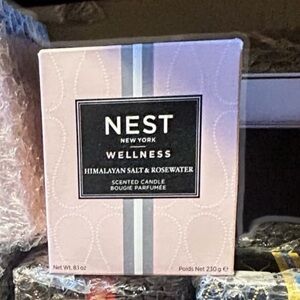 NEST
NEW YORK
WELLNESS
HIMALAYAN SALT & ROSEWATER
SCENTED CANDLE
BOUGIE PARFUMÉE
Net Wt. 8.1 oz
Poids Net 230 g ℮